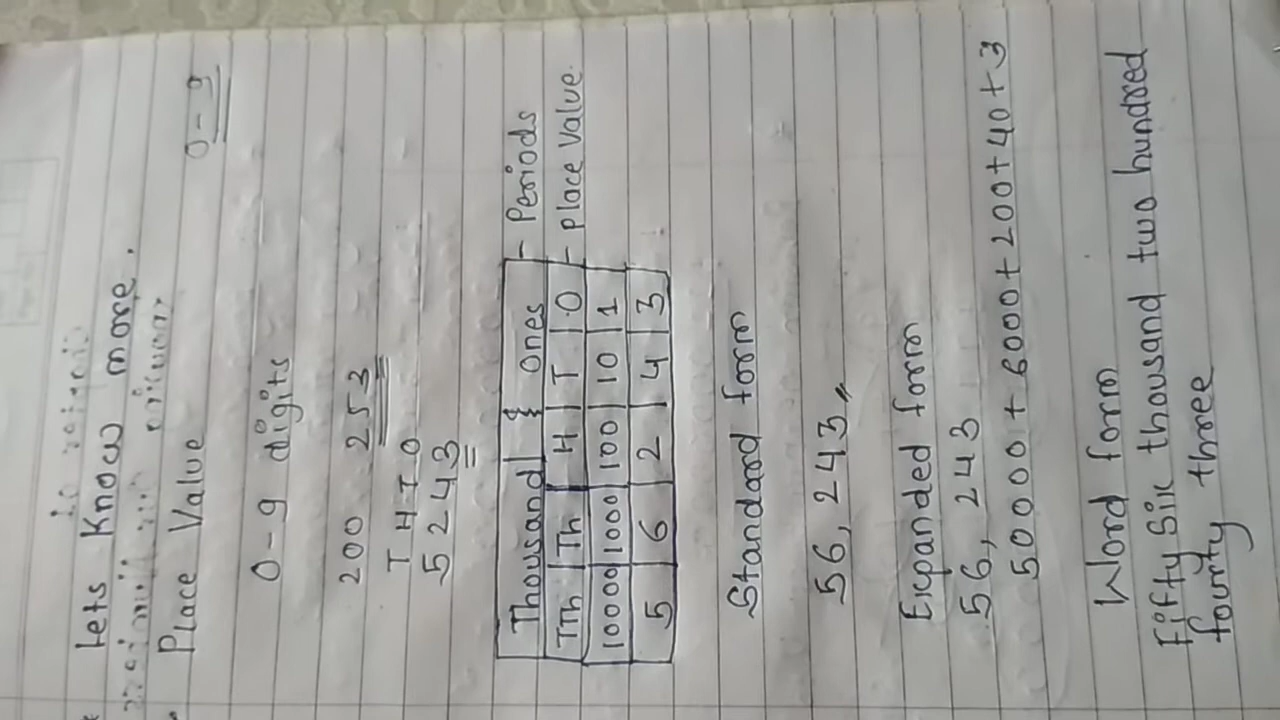 Lets Know more.
Place Value
0 - 9
0-9 digits
200 253
T H T O
5 2 4 3
Thousand | Ones - Periods
TTh | Th | H | T | O - Place Value.
10000 | 1000 | 100 | 10 | 1
5 | 6 | 2 | 4 | 3
Standard form
56, 243
Expanded form
56, 243
50000 + 6000 + 200 + 40 + 3
Word form
Fifty Six thousand two hundred
fourty three